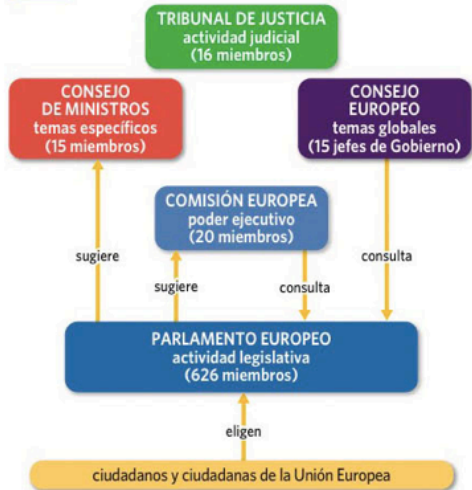 TRIBUNAL DE JUSTICIA
actividad judicial
(16 miembros)
CONSEJO
DE MINISTROS
temas específicos
(15 miembros)
CONSEJO
EUROPEO
temas globales
(15 jefes de Gobierno)
COMISIÓN EUROPEA
poder ejecutivo
(20 miembros)
sugiere
sugiere
consulta
consulta
PARLAMENTO EUROPEO
actividad legislativa
(626 miembros)
eligen
ciudadanos y ciudadanas de la Unión Europea